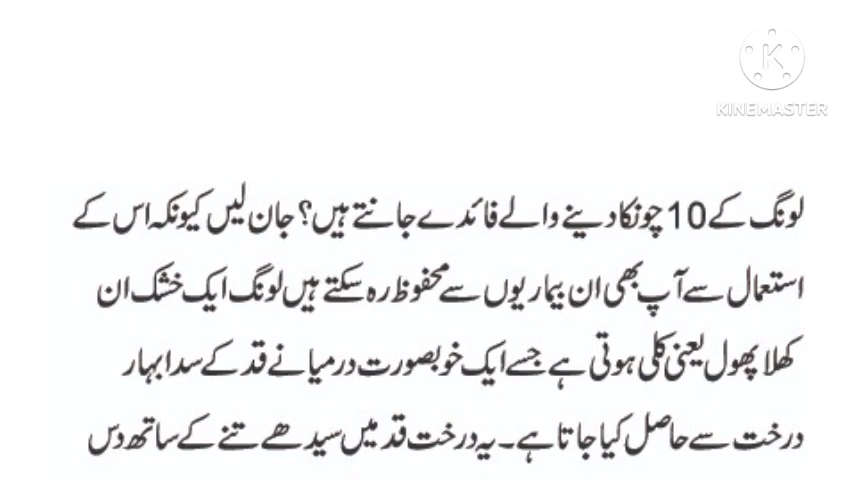 KINEMASTER
لونگ کے 10 چونکا دینے والے فائدے جانتے ہیں؟ جان لیں کیونکہ اس کے
استعمال سے آپ بھی ان بیماریوں سے محفوظ رہ سکتے ہیں لونگ ایک خشک ان
کھلا پھول یعنی کلی ہوتی ہے جسے ایک خوبصورت درمیانے قد کے سدا بہار
درخت سے حاصل کیا جاتا ہے۔ یہ درخت قد میں سیدھے تنے کے ساتھ دس